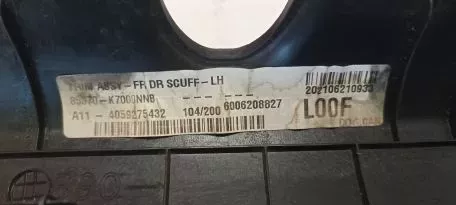 TRIM ASSY-FR DR SCUFF-LH
85870-K7000NNB
202106210933
A11 - 4059275432 104/200 6006208827
L00F